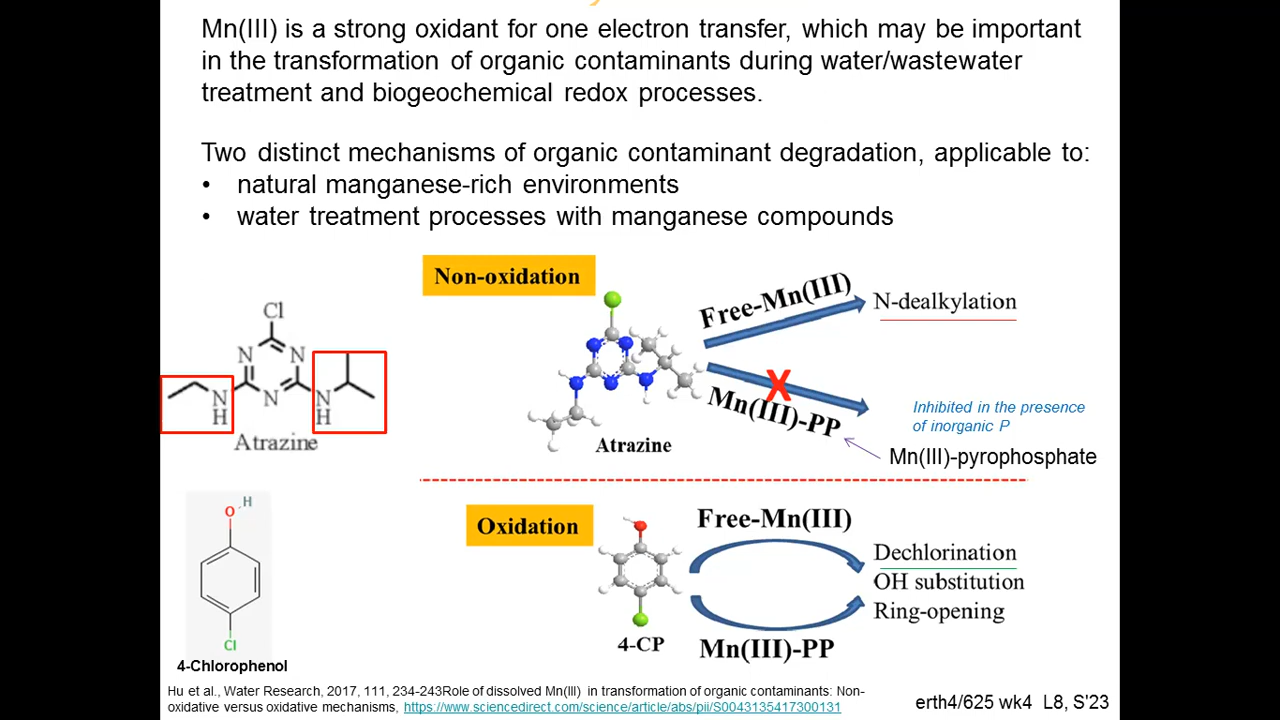 Mn(III) is a strong oxidant for one electron transfer, which may be important
in the transformation of organic contaminants during water/wastewater
treatment and biogeochemical redox processes.
Two distinct mechanisms of organic contaminant degradation, applicable to:
• natural manganese-rich environments
• water treatment processes with manganese compounds
Non-oxidation
Free-Mn(III)
N-dealkylation
Cl
N N
N N
H N H
Atrazine
Atrazine
X
Mn(III)-PP
Inhibited in the presence
of inorganic P
Mn(III)-pyrophosphate
O H
Cl
4-Chlorophenol
Oxidation
4-CP
Free-Mn(III)
Mn(III)-PP
Dechlorination
OH substitution
Ring-opening
Hu et al., Water Research, 2017, 111, 234-243Role of dissolved Mn(III) in transformation of organic contaminants: Non-
oxidative versus oxidative mechanisms, https://www.sciencedirect.com/science/article/abs/pii/S0043135417300131
erth4/625 wk4 L8, S'23